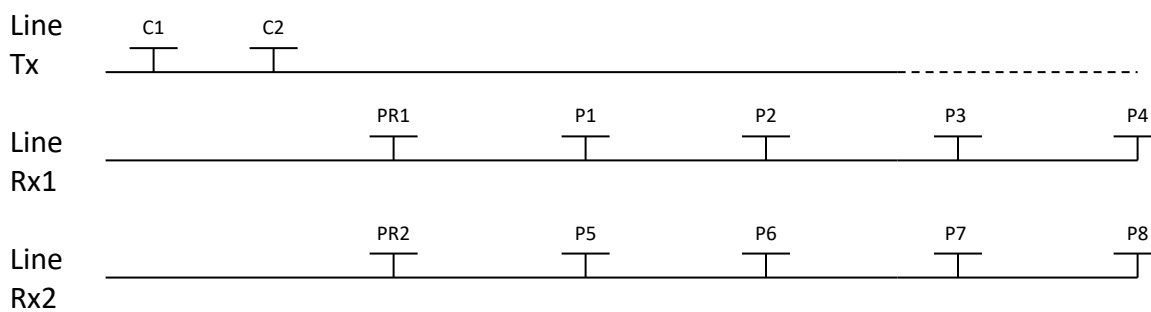 Line
Tx
C1 C2
Line
Rx1
PR1 P1 P2 P3 P4
Line
Rx2
PR2 P5 P6 P7 P8